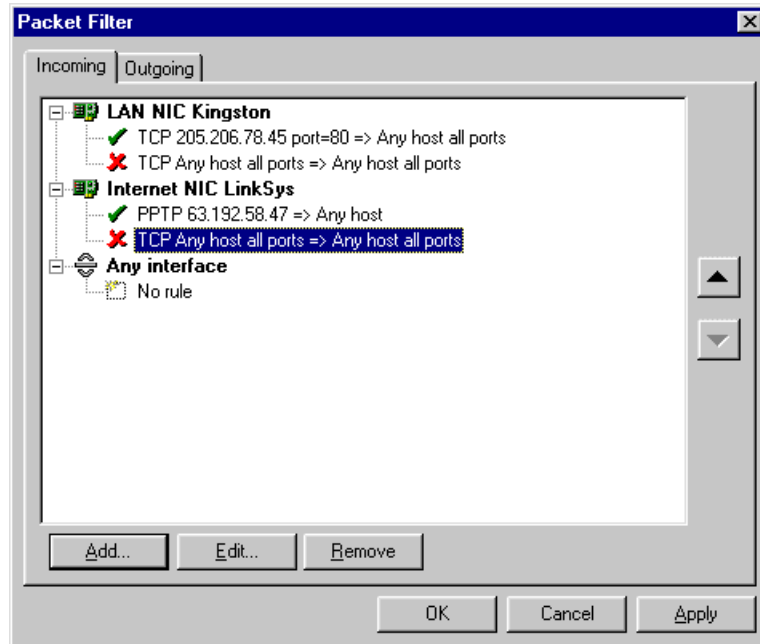 Packet Filter
Incoming
Outgoing
LAN NIC Kingston
TCP 205.206.78.45 port=80 => Any host all ports
TCP Any host all ports => Any host all ports
Internet NIC LinkSys
PPTP 63.192.58.47 => Any host
TCP Any host all ports => Any host all ports
Any interface
No rule
Add...
Edit...
Remove
OK
Cancel
Apply